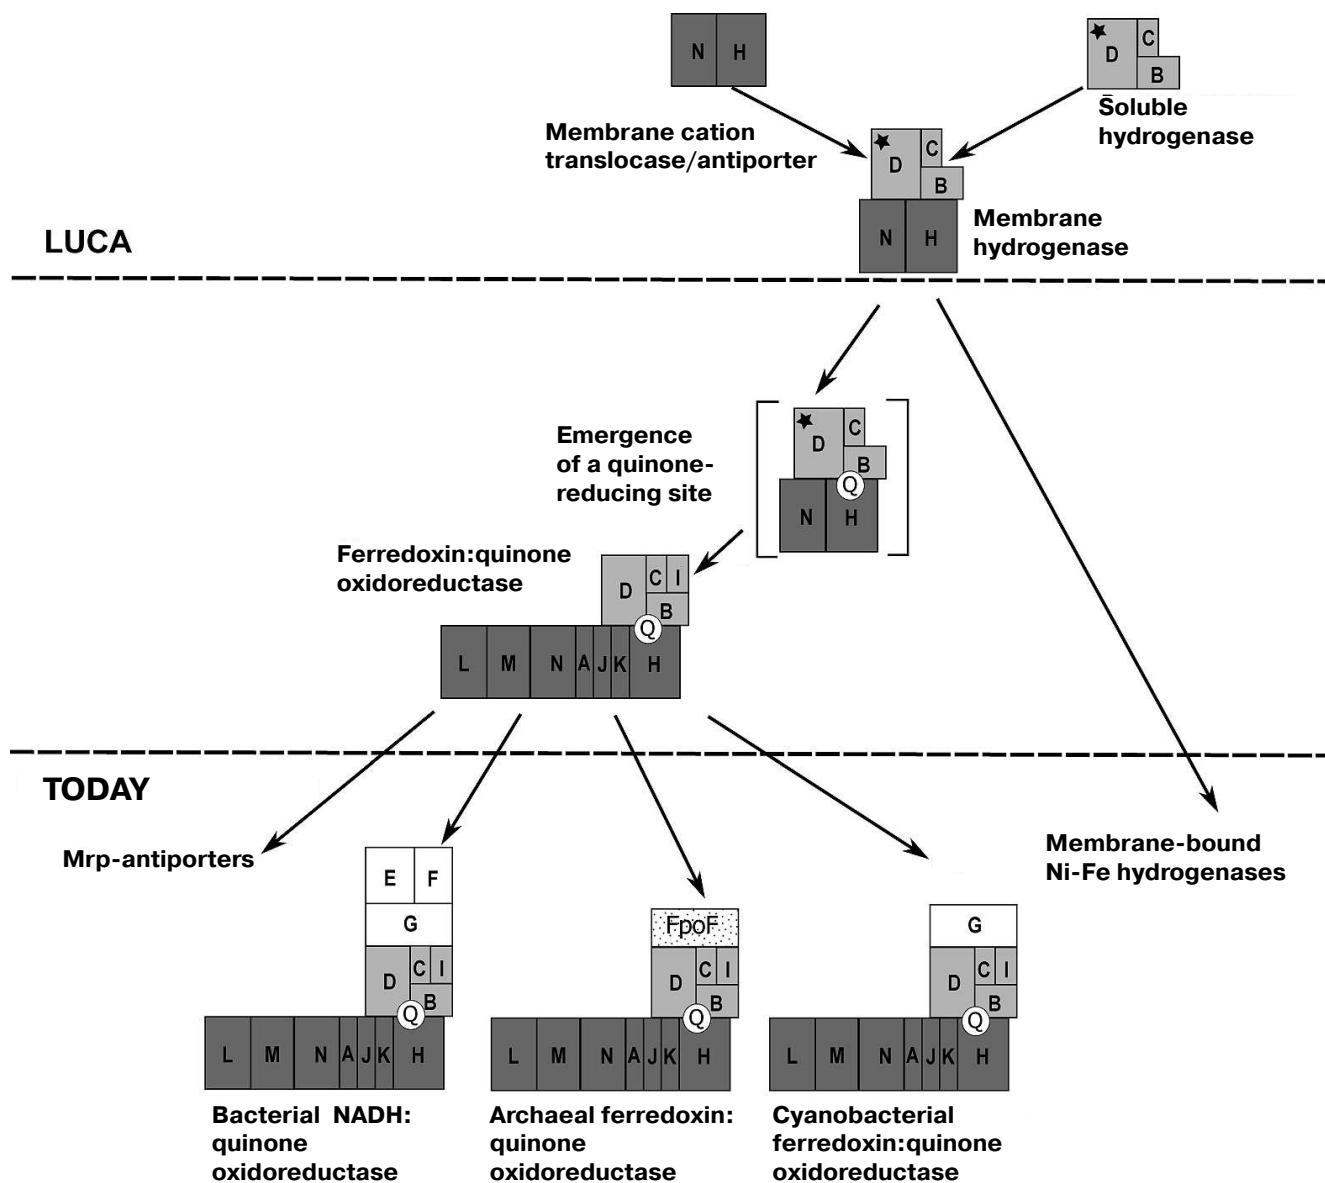 N H
D C
B
Soluble
hydrogenase
Membrane cation
translocase/antiporter
D C
B
N H
Membrane
hydrogenase
LUCA
Emergence
of a quinone-
reducing site
D C
B
Q
N H
Ferredoxin:quinone
oxidoreductase
D C I
B
Q
L M N A J K H
TODAY
Mrp-antiporters
Membrane-bound
Ni-Fe hydrogenases
E F
G
D C I
B
Q
L M N A J K H
Bacterial NADH:
quinone
oxidoreductase
FpoF
D C I
B
Q
L M N A J K H
Archaeal ferredoxin:
quinone
oxidoreductase
G
D C I
B
Q
L M N A J K H
Cyanobacterial
ferredoxin:quinone
oxidoreductase